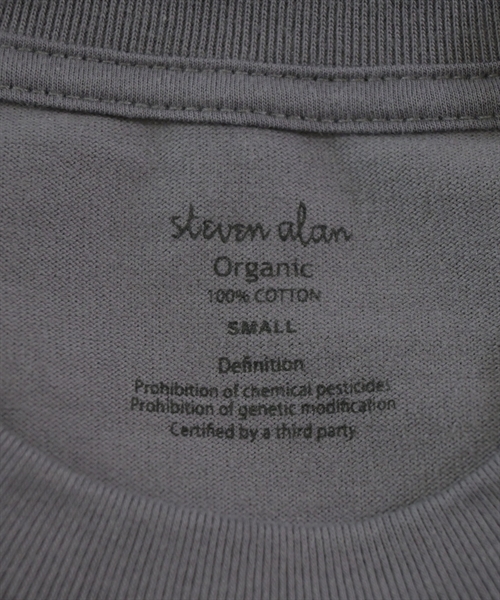 steven alan
Organic
100% COTTON
SMALL
Definition
Prohibition of chemical pesticides
Prohibition of genetic modification
Certified by a third party